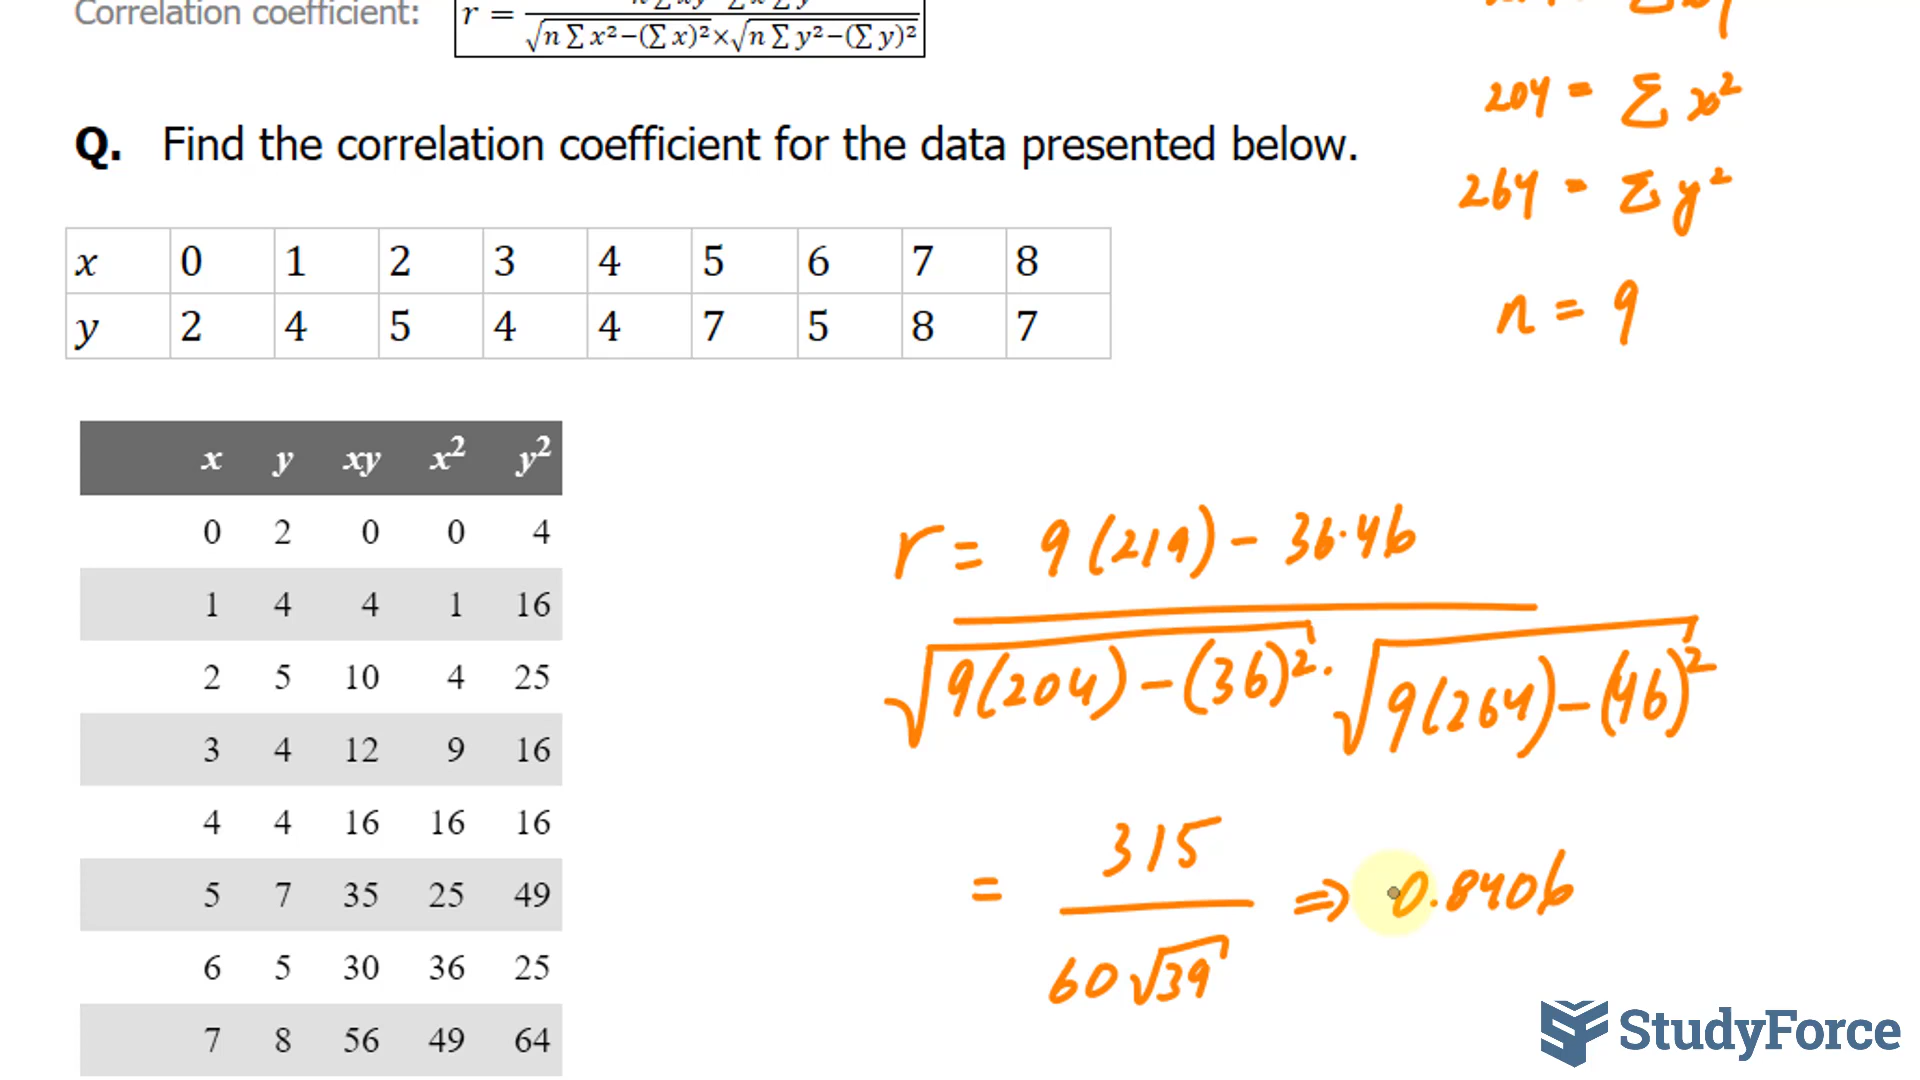 Correlation coefficient: r = 
√n ∑ x²−(∑ x)²×√n ∑ y²−(∑ y)²
204 = ∑ x²
Q. Find the correlation coefficient for the data presented below.
264 = ∑ y²
x 0 1 2 3 4 5 6 7 8
y 2 4 5 4 4 7 5 8 7
n = 9
x y xy x² y²
0 2 0 0 4
1 4 4 1 16
2 5 10 4 25
3 4 12 9 16
4 4 16 16 16
5 7 35 25 49
6 5 30 36 25
7 8 56 49 64
r = 9(219) - 36·46
√9(204) - (36)² · √9(264) - (46)²
= 315 ⇒ 0.8406
60√39
StudyForce